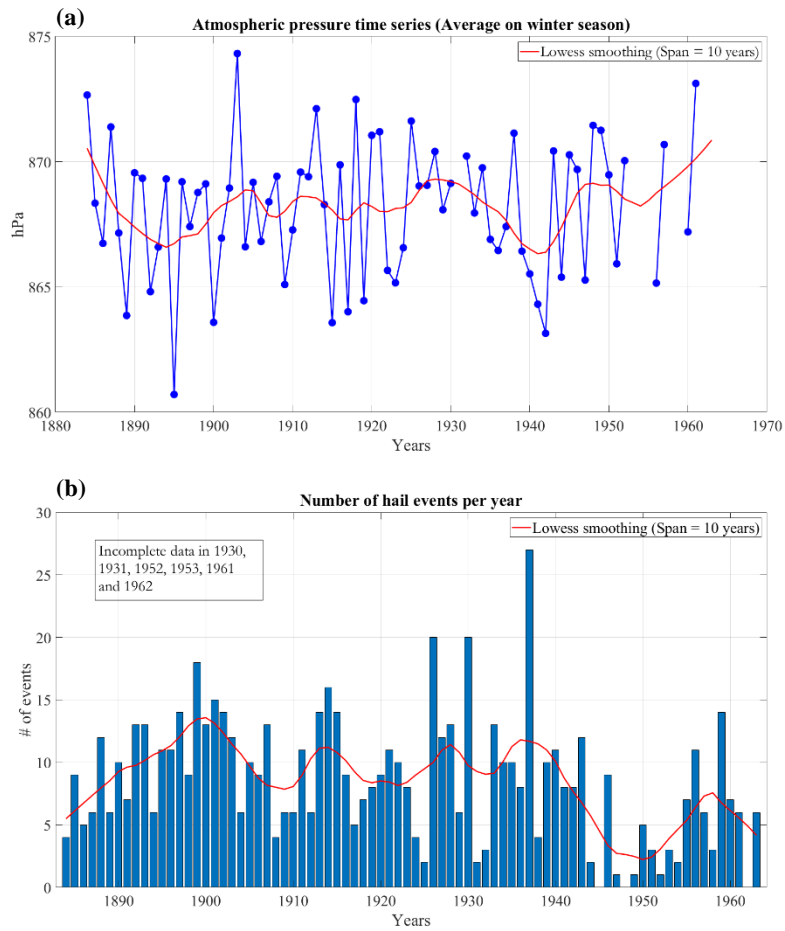 (a)
Atmospheric pressure time series (Average on winter season)
875
Lowess smoothing (Span = 10 years)
870
hPa
865
860
1880 1890 1900 1910 1920 1930 1940 1950 1960 1970
Years
(b)
Number of hail events per year
30
Lowess smoothing (Span = 10 years)
Incomplete data in 1930,
1931, 1952, 1953, 1961
and 1962
25
20
# of events
15
10
5
0
1890 1900 1910 1920 1930 1940 1950 1960
Years